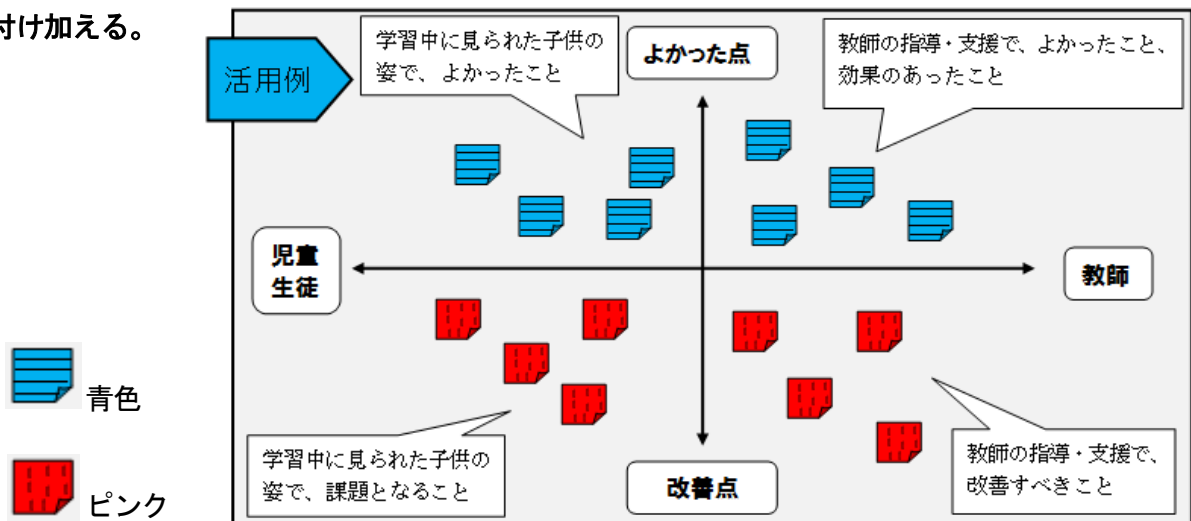 付け加える。
活用例
学習中に見られた子供の
姿で、よかったこと
よかった点
教師の指導・支援で、よかったこと、
効果のあったこと
児童
生徒
教師
青色
ピンク
学習中に見られた子供の
姿で、課題となること
改善点
教師の指導・支援で、
改善すべきこと